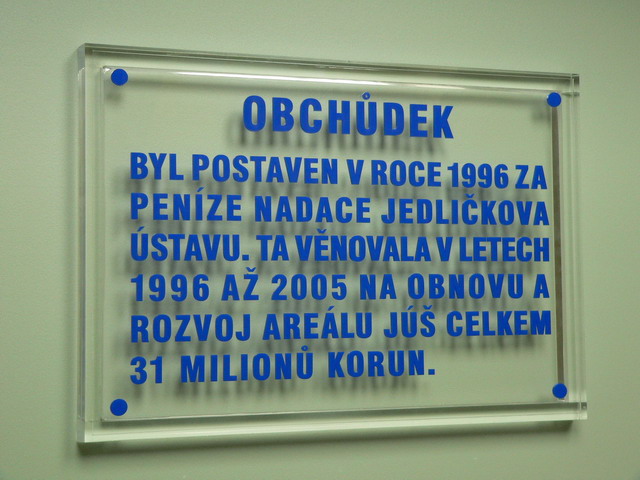 OBCHŮDEK
BYL POSTAVEN V ROCE 1996 ZA
PENÍZE NADACE JEDLIČKOVA
ÚSTAVU. TA VĚNOVALA V LETECH
1996 AŽ 2005 NA OBNOVU A
ROZVOJ AREÁLU JÚŠ CELKEM
31 MILIONŮ KORUN.